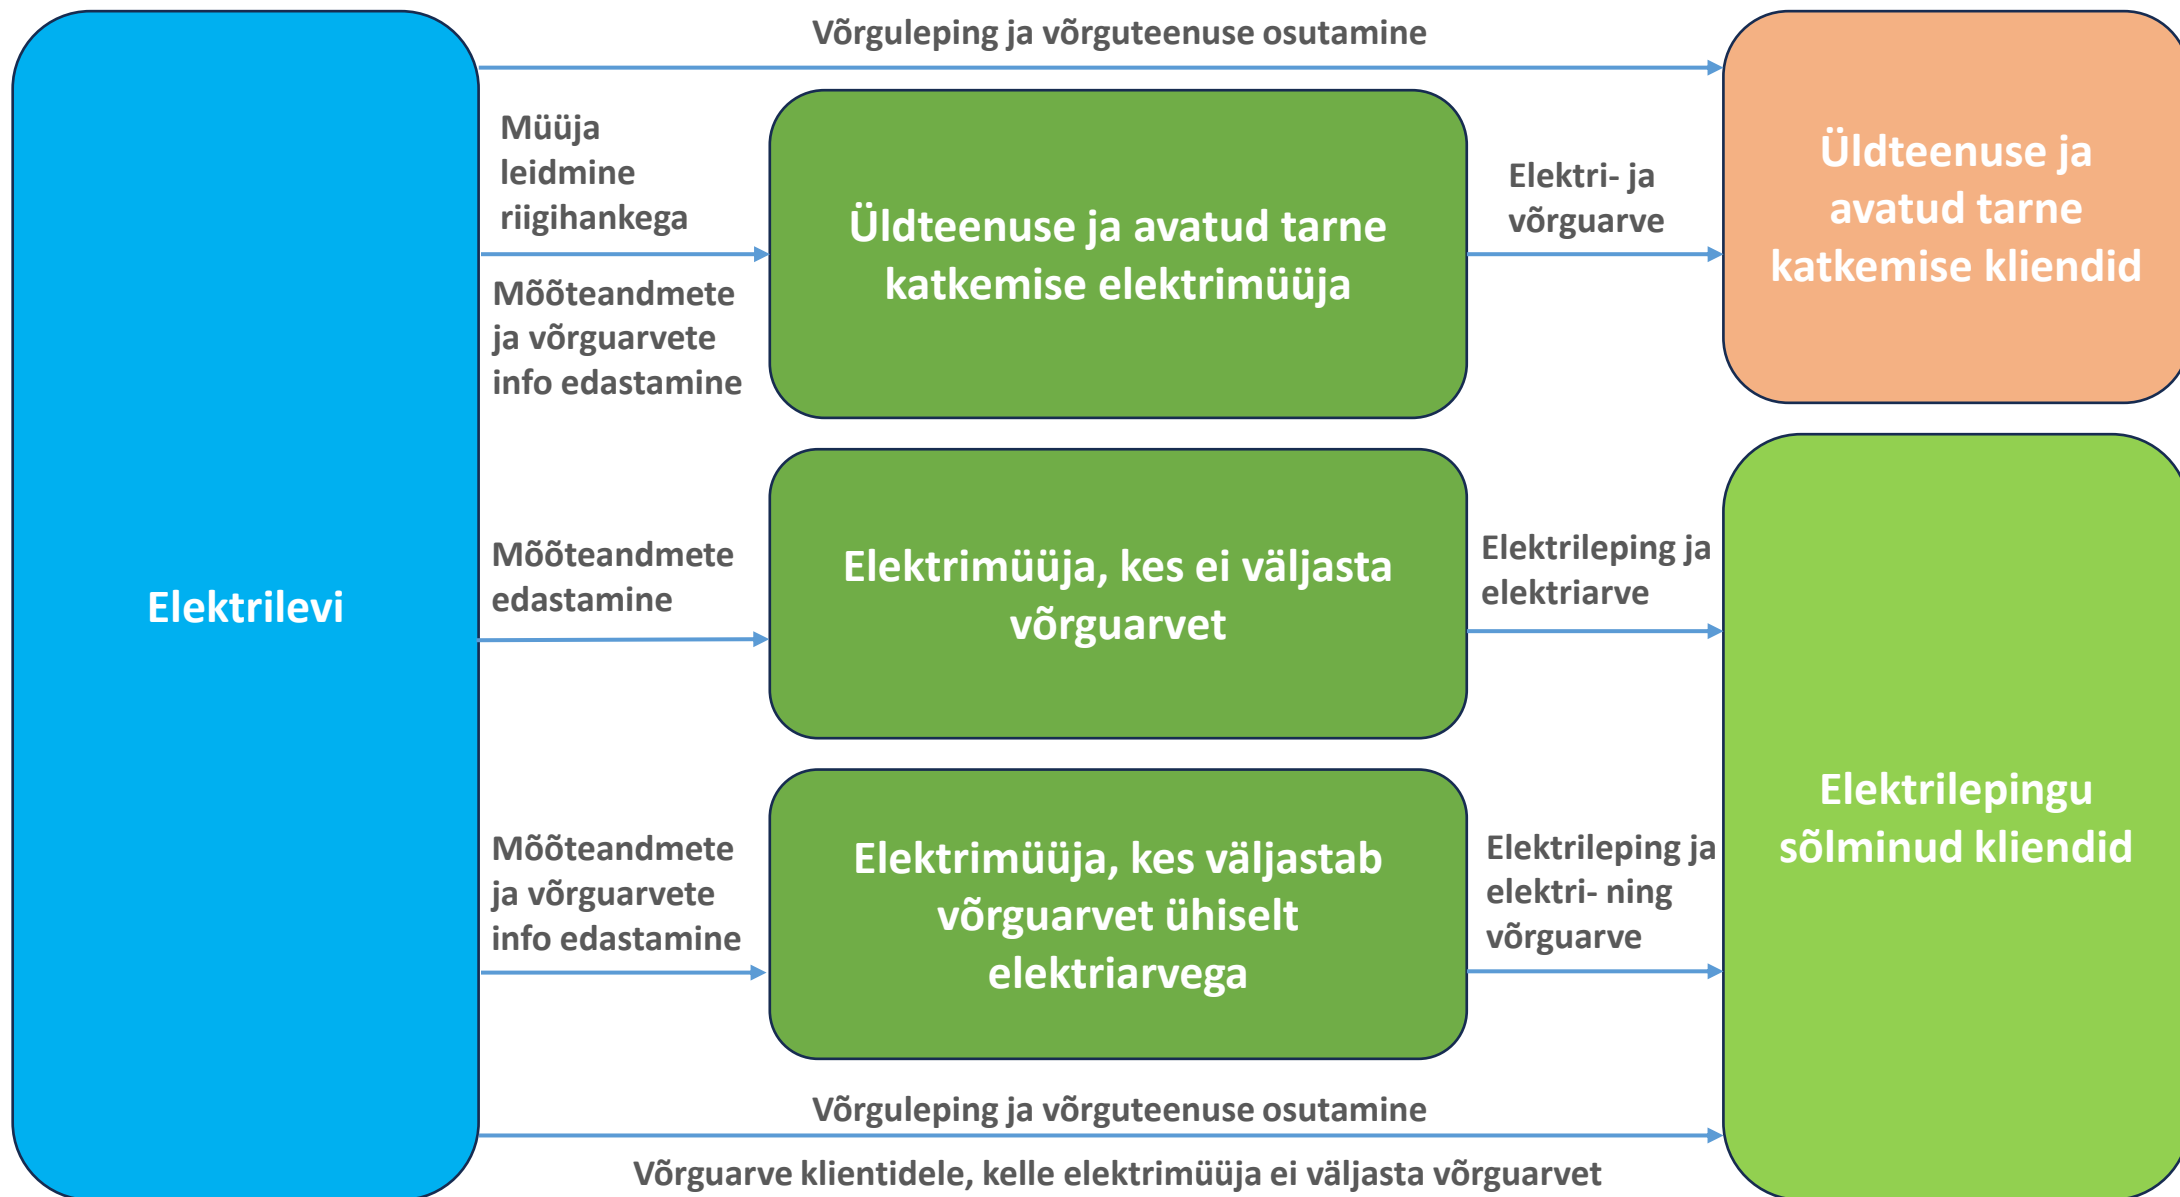 Võrguleping ja võrguteenuse osutamine
Elektrilevi
Müüja
leidmine
riigihankega
Mõõteandmete
ja võrguarvete
info edastamine
Üldteenuse ja avatud tarne
katkemise elektrimüüja
Elektri- ja
võrguarve
Üldteenuse ja
avatud tarne
katkemise kliendid
Mõõteandmete
edastamine
Elektrimüüja, kes ei väljasta
võrguarvet
Elektrileping ja
elektriarve
Mõõteandmete
ja võrguarvete
info edastamine
Elektrimüüja, kes väljastab
võrguarvet ühiselt
elektriarvega
Elektrileping ja
elektri- ning
võrguarve
Elektrilepingu
sõlminud kliendid
Võrguleping ja võrguteenuse osutamine
Võrguarve klientidele, kelle elektrimüüja ei väljasta võrguarvet